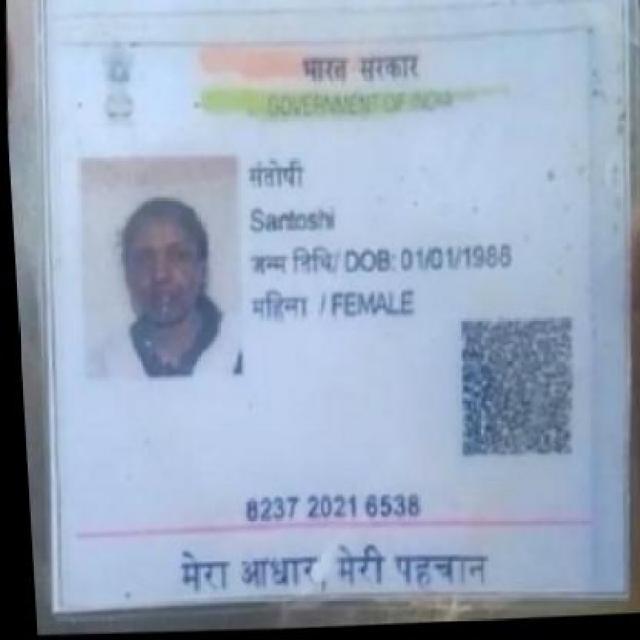 भारत सरकार
GOVERNMENT OF INDIA
संतोषी
Santoshi
जन्म तिथि/ DOB: 01/01/1988
महिला / FEMALE
8237 2021 6538
मेरा आधार, मेरी पहचान